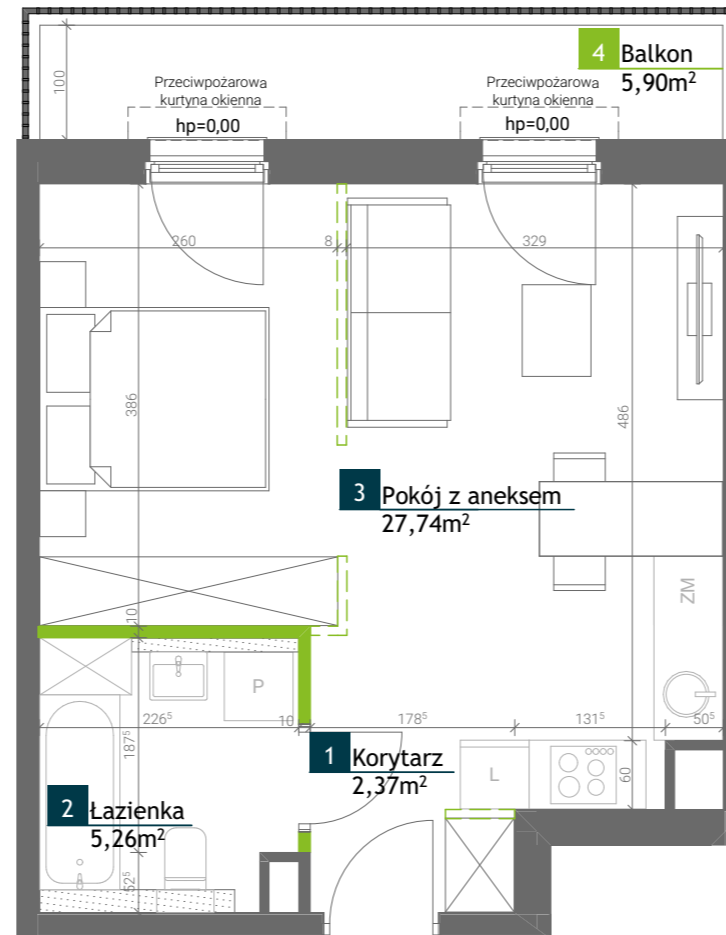 4 Balkon
5,90m²
100
Przeciwpożarowa
kurtyna okienna
hp=0,00
Przeciwpożarowa
kurtyna okienna
hp=0,00
260
8
329
386
486
3 Pokój z aneksem
27,74m²
ZM
10
P
226⁵
10
178⁵
131⁵
50⁵
187⁵
1 Korytarz
2,37m²
L
60
2 Łazienka
5,26m²
52⁵